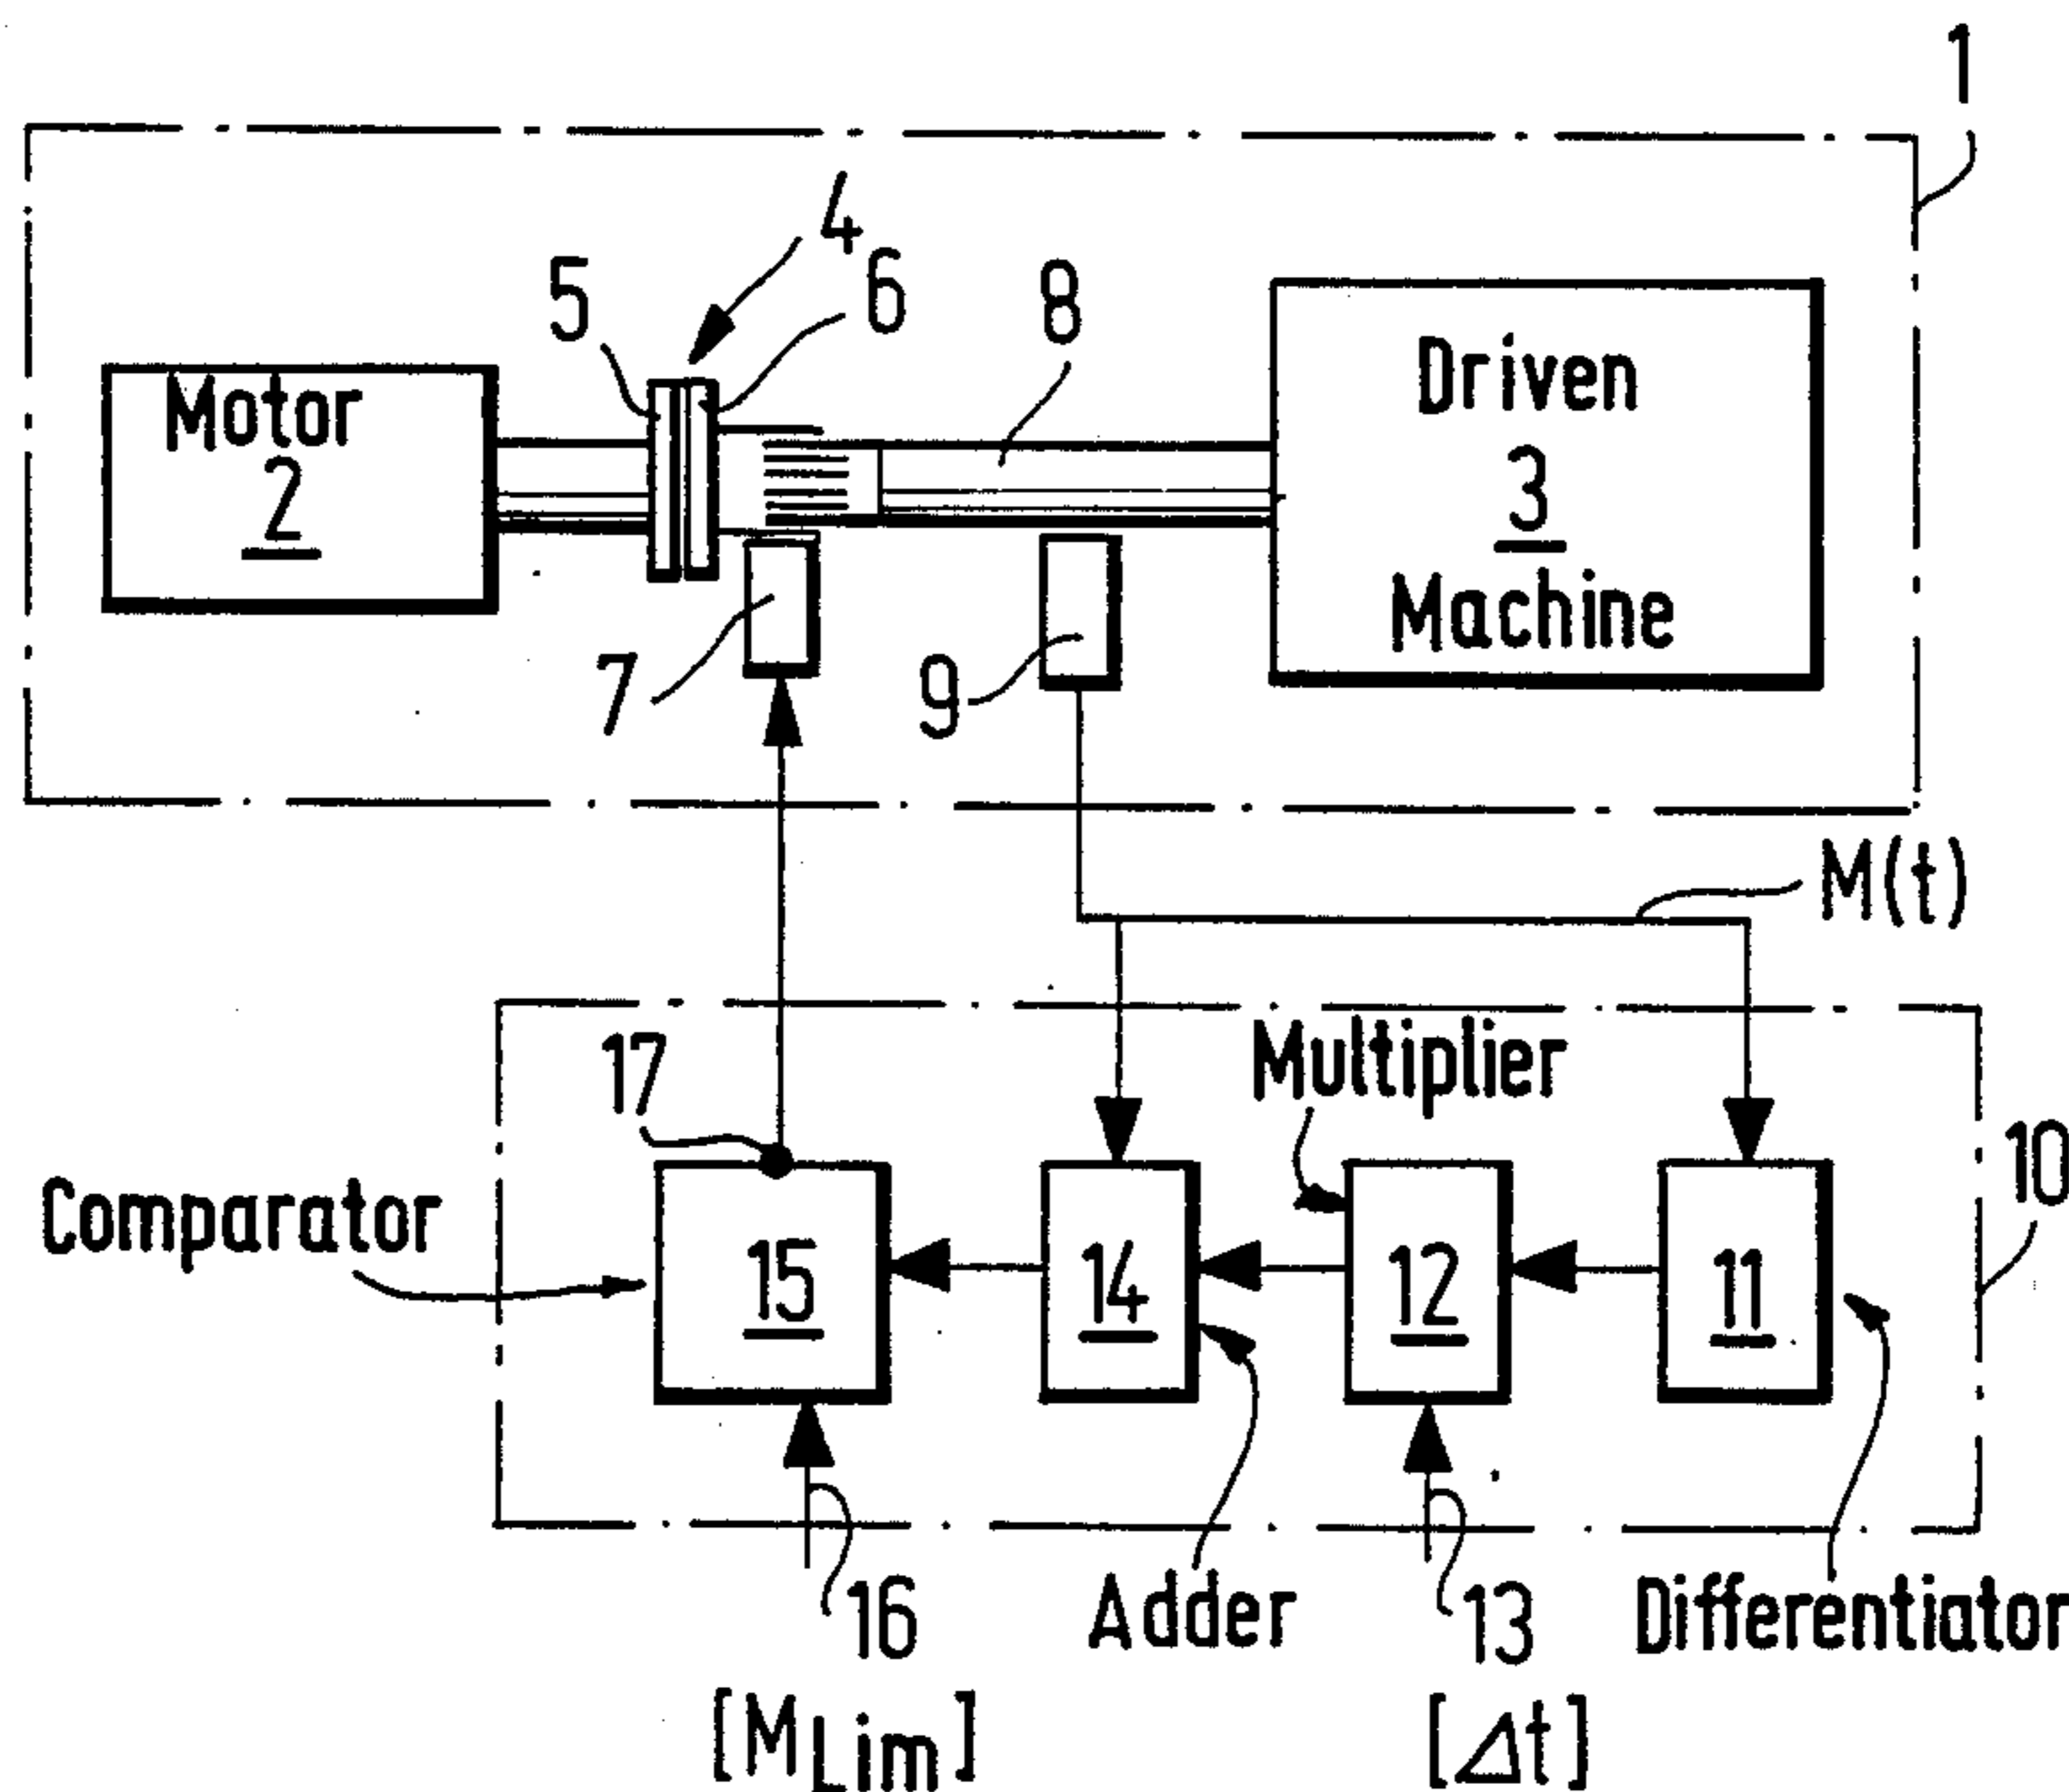 1
4
5
6
8
Motor
2
Driven
3
Machine
7
9
M(t)
17
Multiplier
10
Comparator
15
14
12
11
16
Adder
13
Differentiator
[MLim]
[Δt]